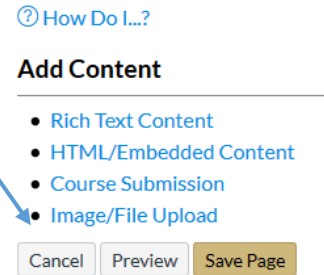 How Do I...?
Add Content
Rich Text Content
HTML/Embedded Content
Course Submission
Image/File Upload
Cancel Preview Save Page